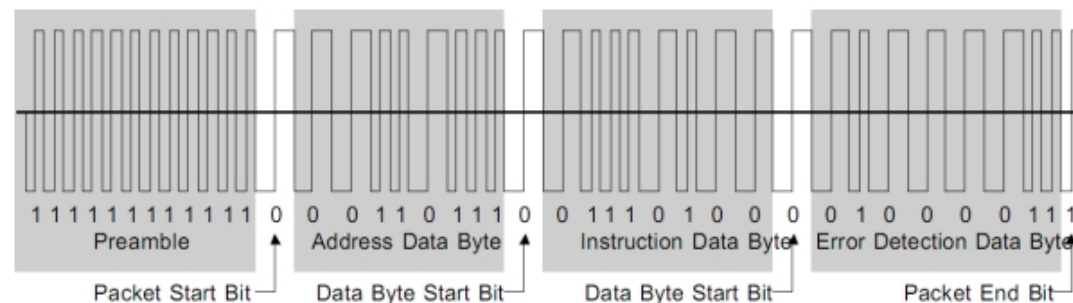 1 1 1 1 1 1 1 1 1 1 1 1 0 0 0 1 1 0 1 1 1 0 0 1 1 1 0 1 0 0 0 0 1 0 0 0 0 1 1 1
Preamble Address Data Byte Instruction Data Byte Error Detection Data Byte
Packet Start Bit Data Byte Start Bit Data Byte Start Bit Packet End Bit